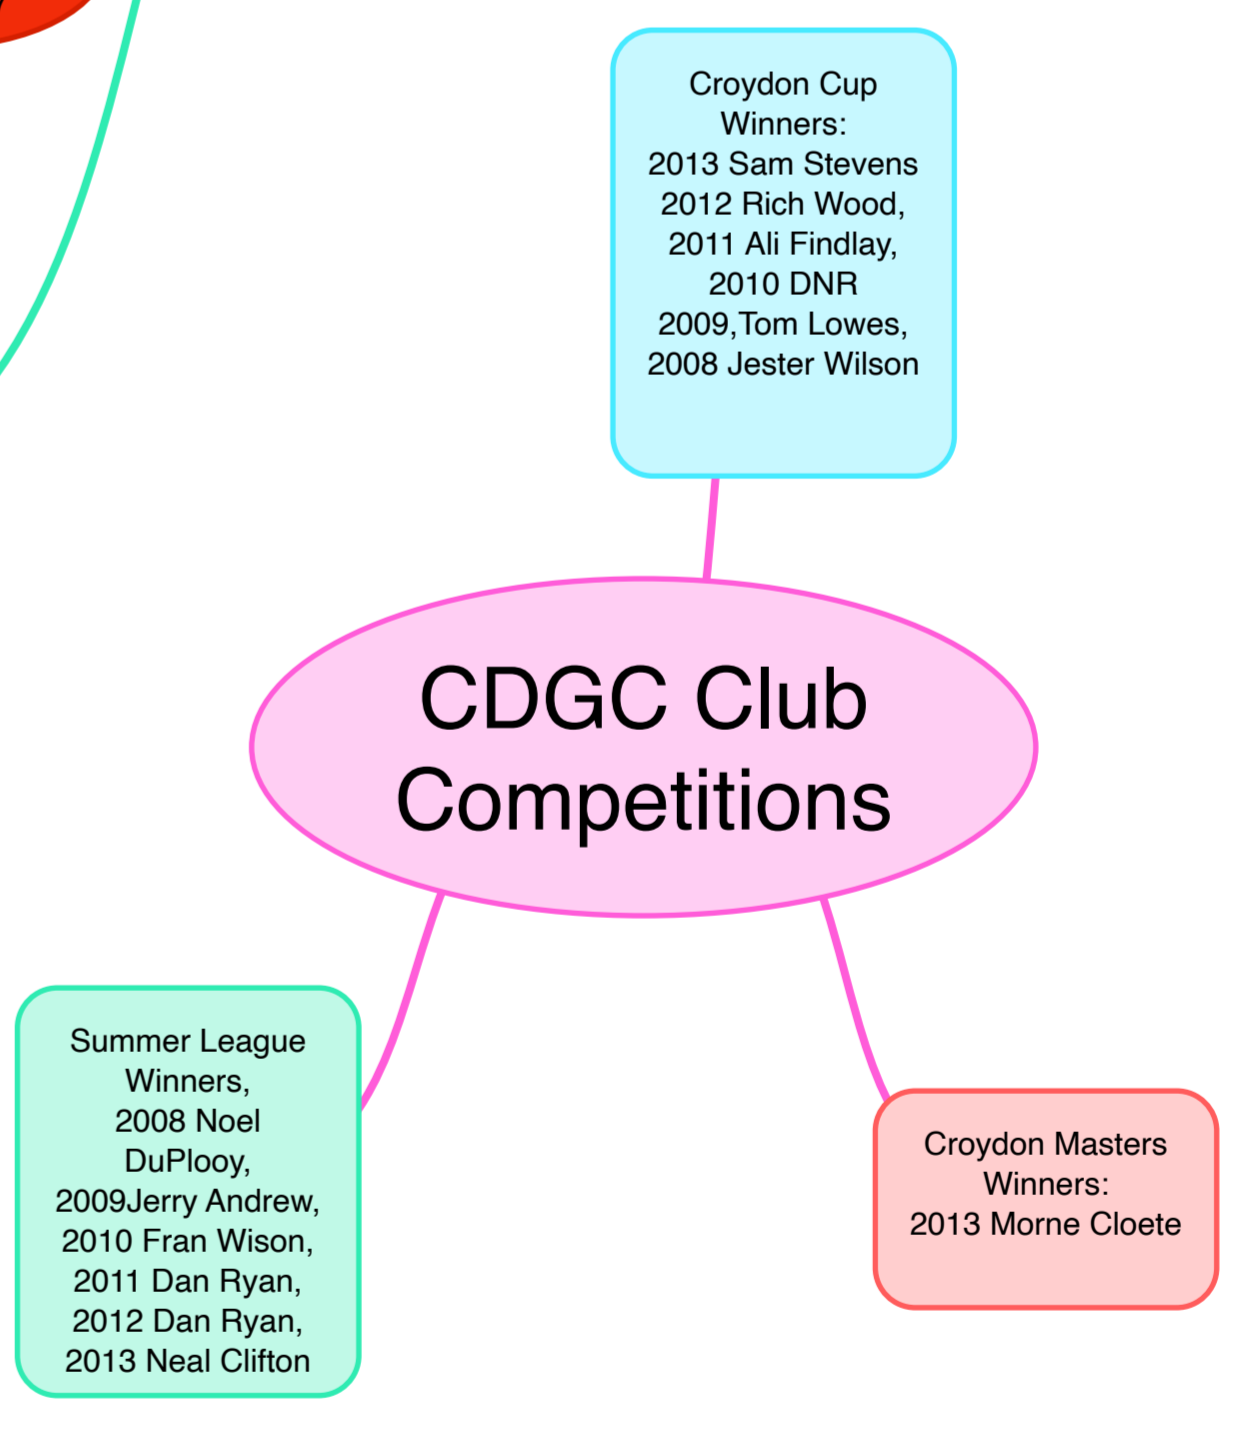 Croydon Cup
Winners:
2013 Sam Stevens
2012 Rich Wood,
2011 Ali Findlay,
2010 DNR
2009,Tom Lowes,
2008 Jester Wilson
CDGC Club
Competitions
Summer League
Winners,
2008 Noel
DuPlooy,
2009Jerry Andrew,
2010 Fran Wison,
2011 Dan Ryan,
2012 Dan Ryan,
2013 Neal Clifton
Croydon Masters
Winners:
2013 Morne Cloete